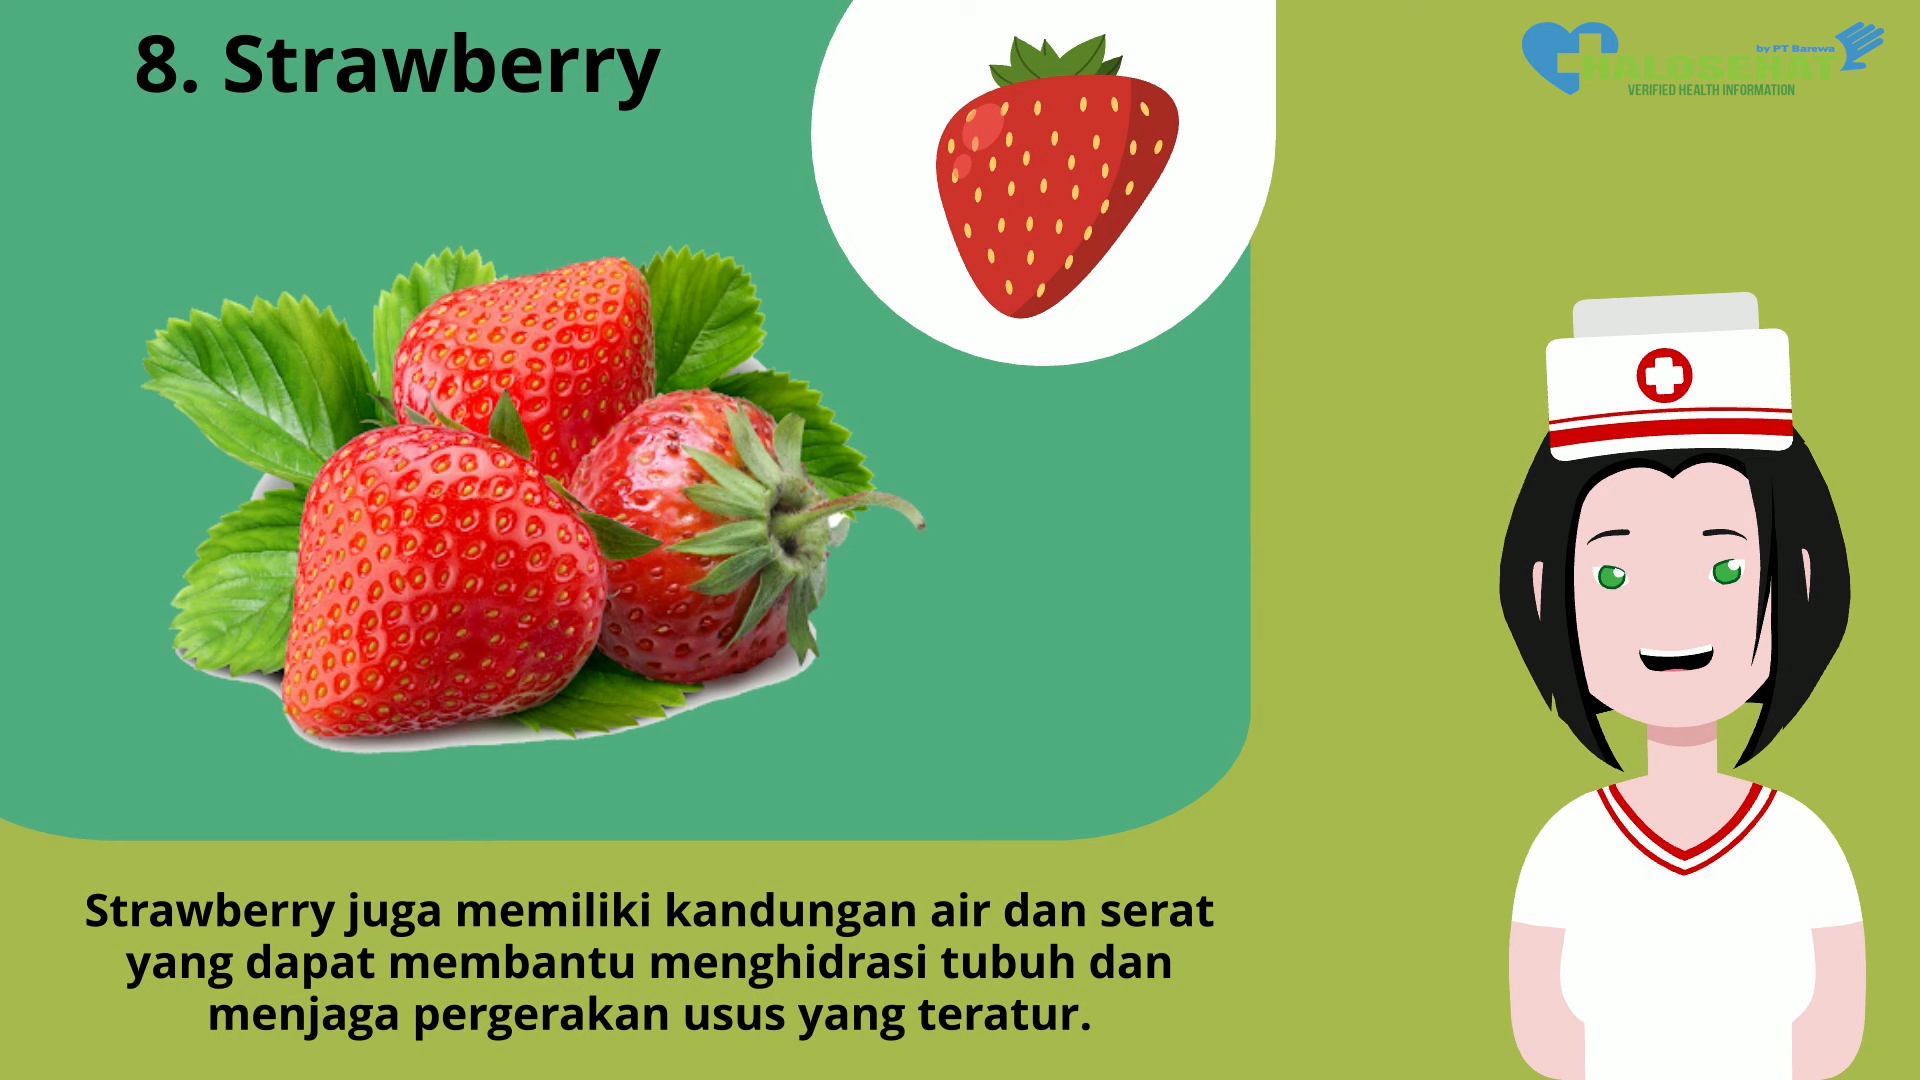 8. Strawberry
by PT Barewa
HALOSEHAT
VERIFIED HEALTH INFORMATION
Strawberry juga memiliki kandungan air dan serat
yang dapat membantu menghidrasi tubuh dan
menjaga pergerakan usus yang teratur.